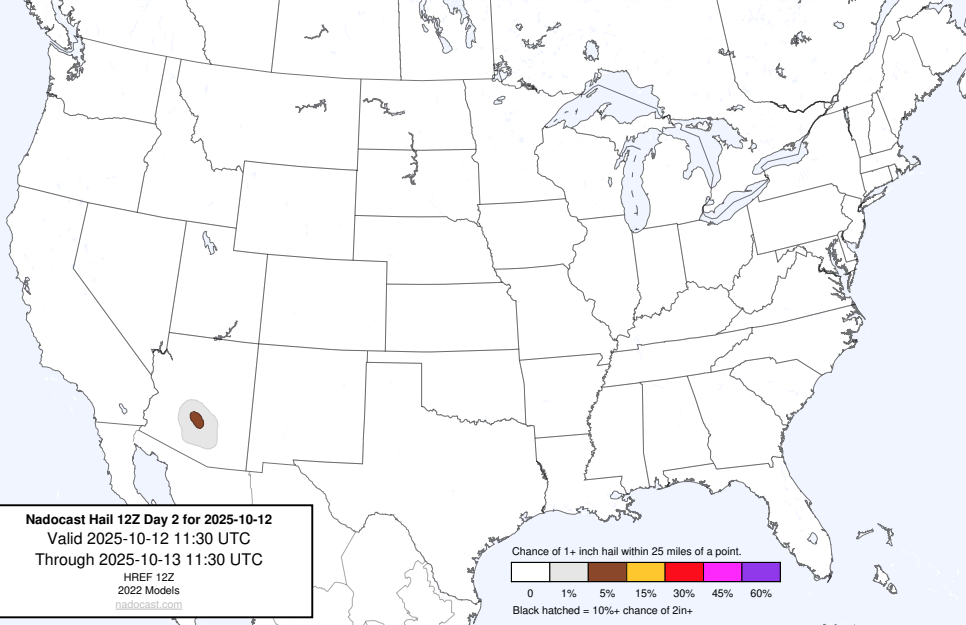 Nadocast Hail 12Z Day 2 for 2025-10-12
Valid 2025-10-12 11:30 UTC
Through 2025-10-13 11:30 UTC
HREF 12Z
2022 Models
nadocast.com
Chance of 1+ inch hail within 25 miles of a point.
0 1% 5% 15% 30% 45% 60%
Black hatched = 10%+ chance of 2in+